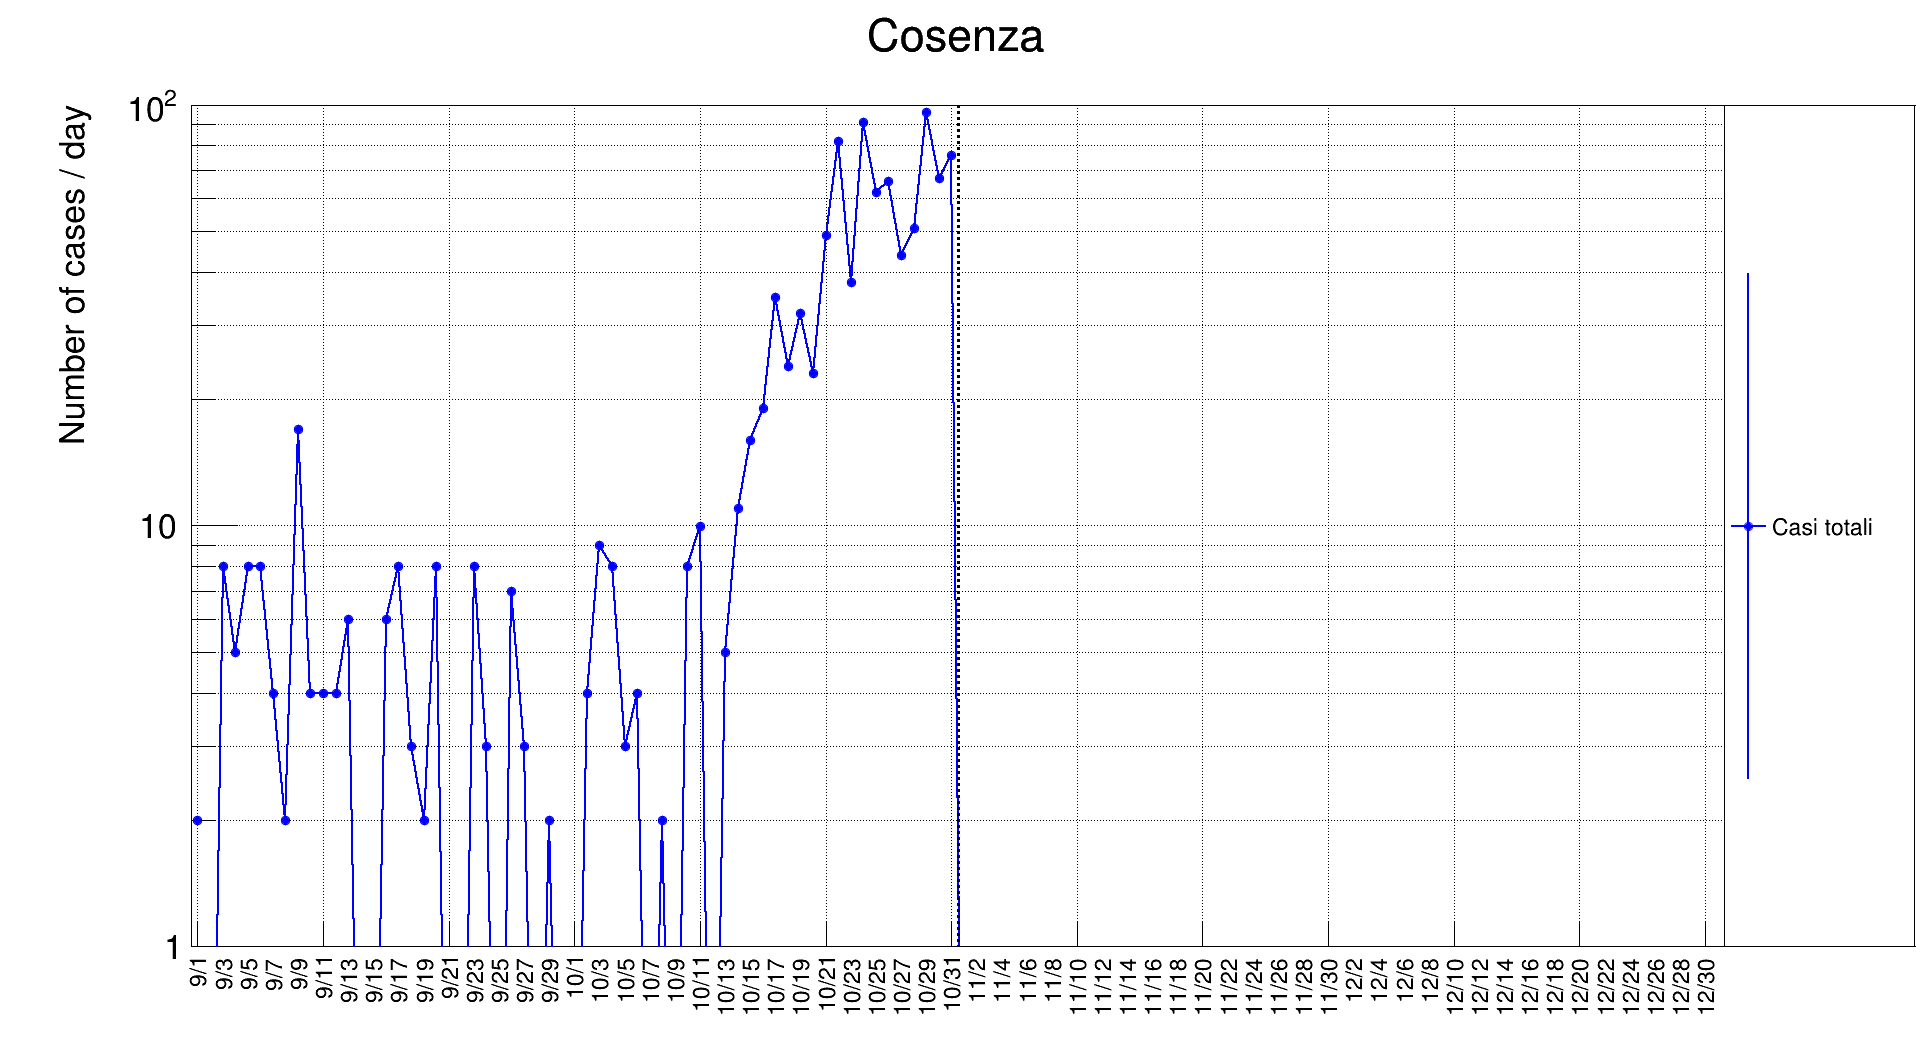 Cosenza
Number of cases / day
10²
10
1
9/1 9/3 9/5 9/7 9/9 9/11 9/13 9/15 9/17 9/19 9/21 9/23 9/25 9/27 9/29 10/1 10/3 10/5 10/7 10/9 10/11 10/13 10/15 10/17 10/19 10/21 10/23 10/25 10/27 10/29 10/31 11/2 11/4 11/6 11/8 11/10 11/12 11/14 11/16 11/18 11/20 11/22 11/24 11/26 11/28 11/30 12/2 12/4 12/6 12/8 12/10 12/12 12/14 12/16 12/18 12/20 12/22 12/24 12/26 12/28 12/30
Casi totali